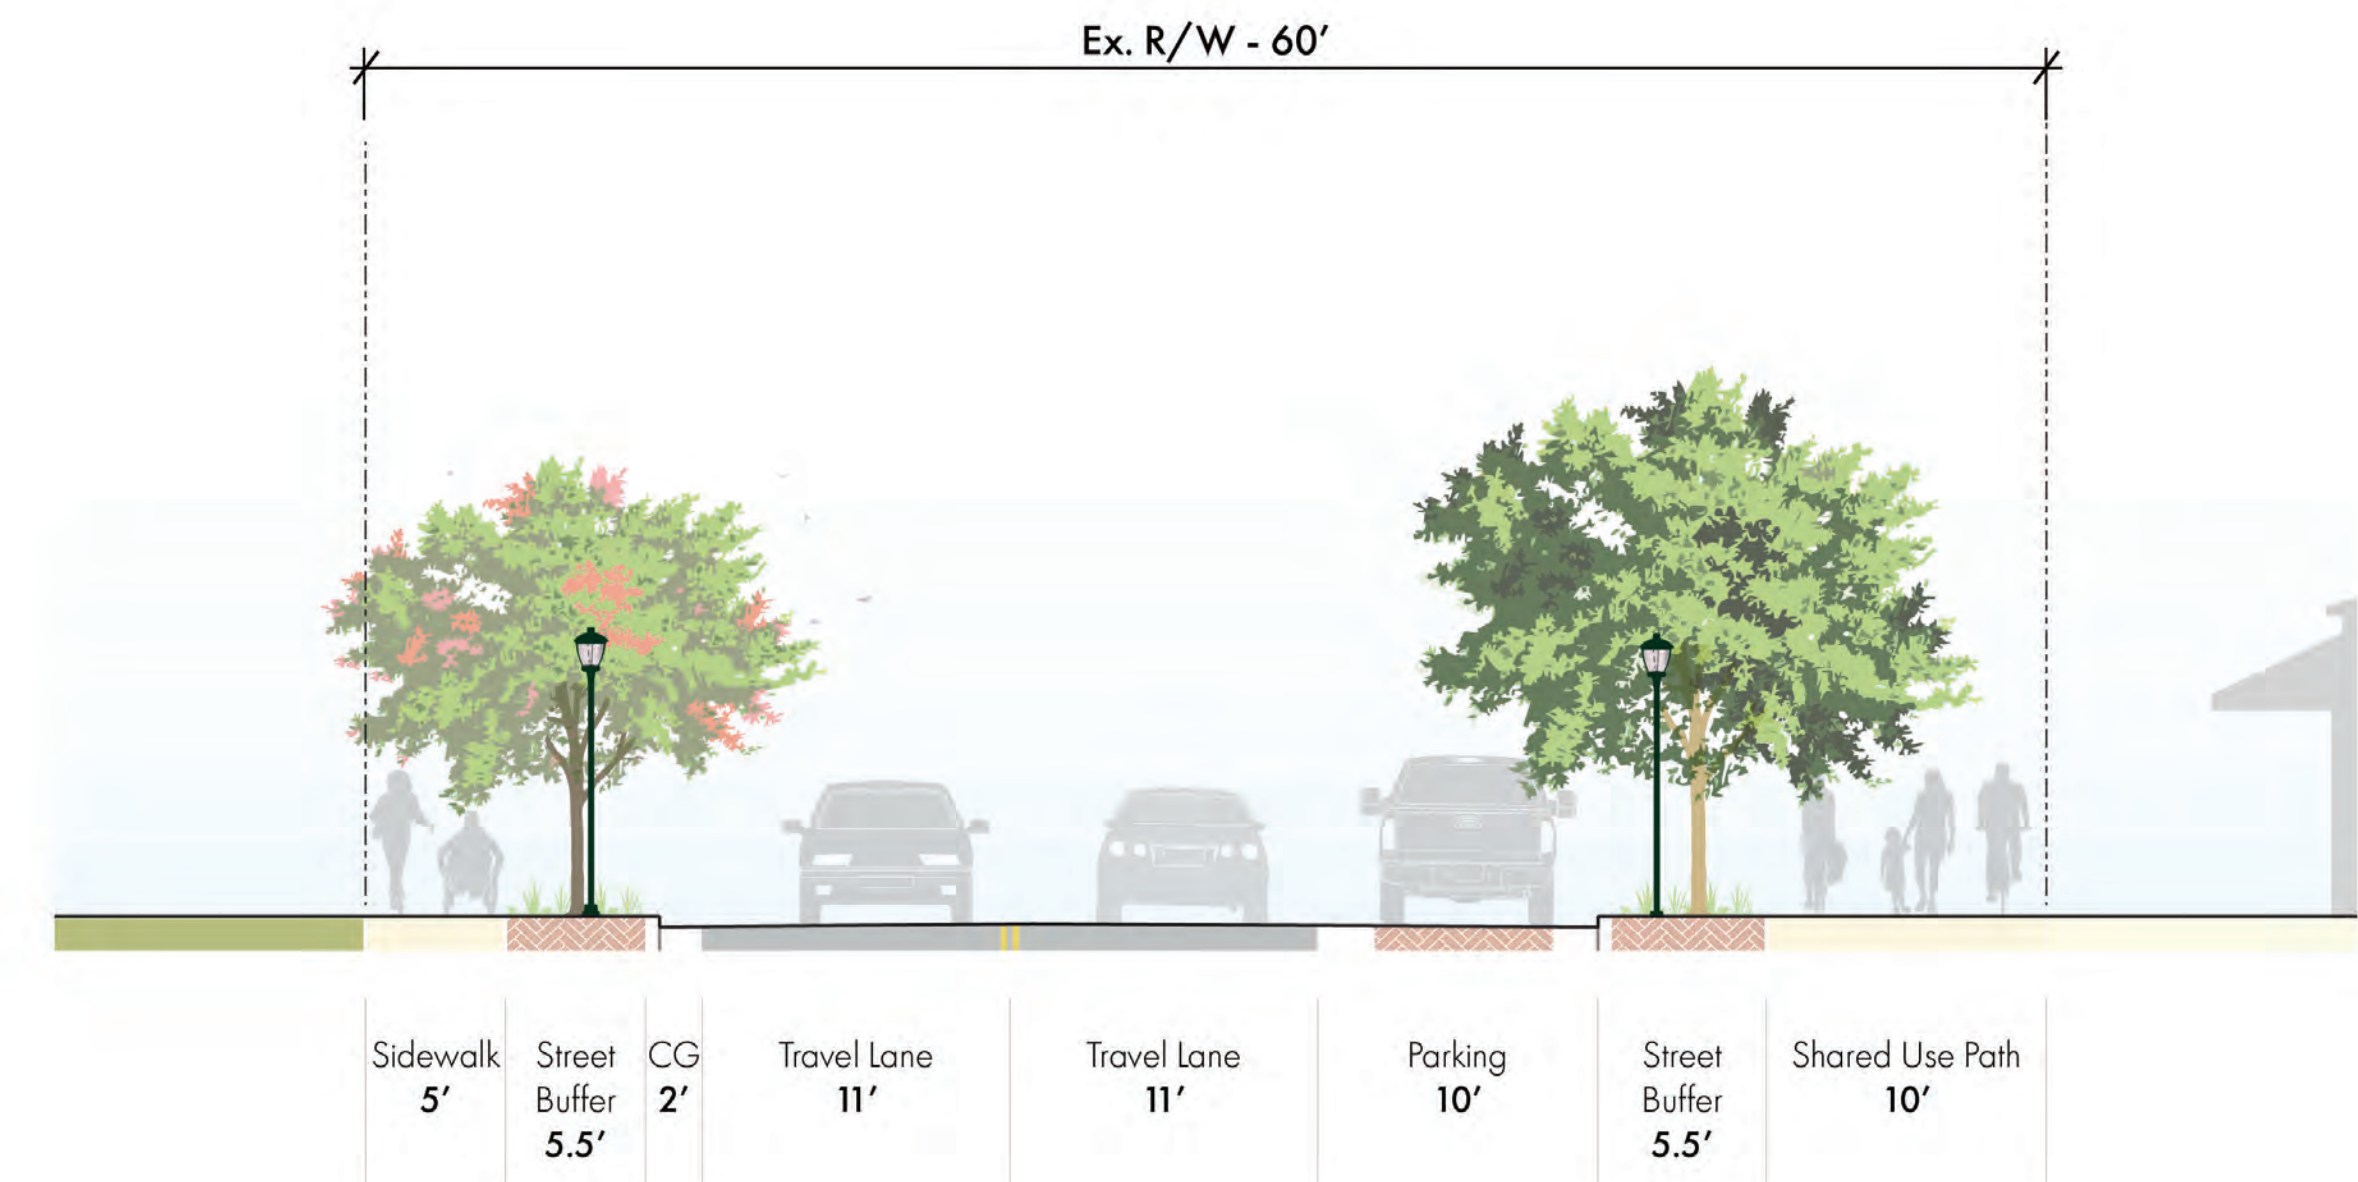 Ex. R/W - 60′
Sidewalk
5′
Street
Buffer
5.5′
CG
2′
Travel Lane
11′
Travel Lane
11′
Parking
10′
Street
Buffer
5.5′
Shared Use Path
10′